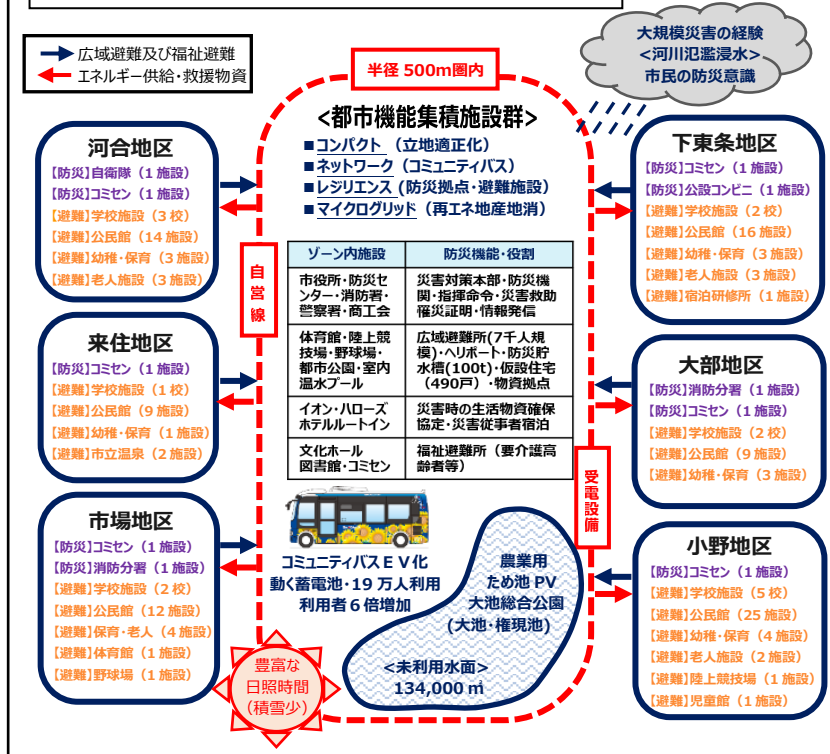 広域避難及び福祉避難
エネルギー供給・救援物資
半径 500m圏内
大規模災害の経験
<河川氾濫浸水>
市民の防災意識
<都市機能集積施設群>
■コンパクト（立地適正化）
■ネットワーク（コミュニティバス）
■レジリエンス (防災拠点・避難施設）
■マイクログリッド（再エネ地産地消）
河合地区
【防災】自衛隊（1 施設）
【防災】コミセン（1 施設）
【避難】学校施設（3 校）
【避難】公民館（14 施設）
【避難】幼稚・保育（3 施設）
【避難】老人施設（3 施設）
来住地区
【防災】コミセン（1 施設）
【避難】学校施設（1 校）
【避難】公民館（9 施設）
【避難】幼稚・保育（1 施設）
【避難】市立温泉（2 施設）
市場地区
【防災】コミセン（1 施設）
【防災】消防分署（1 施設）
【避難】学校施設（2 校）
【避難】公民館（12 施設）
【避難】保育・老人（4 施設）
【避難】体育館（1 施設）
【避難】野球場（1 施設）
自営線
ゾーン内施設
防災機能・役割
市役所・防災セ
ンター・消防署・
警察署・商工会
災害対策本部・防災機
関・指揮命令・災害救助
罹災証明・情報発信
体育館・陸上競
技場・野球場・
都市公園・室内
温水プール
広域避難所(7千人規
模)・ヘリポート・防災貯
水槽(100t)・仮設住宅
（490戸）・物資拠点
イオン・ハローズ
ホテルルートイン
災害時の生活物資確保
協定・災害従事者宿泊
文化ホール
図書館・コミセン
福祉避難所（要介護高
齢者等）
受電設備
コミュニティバスＥＶ化
動く蓄電池・19 万人利用
利用者６倍増加
農業用
ため池 PV
大池総合公園
(大池・権現池)
<未利用水面>
134,000 ㎡
豊富な
日照時間
（積雪少）
下東条地区
【防災】コミセン（1 施設）
【防災】公設コンビニ（1 施設）
【避難】学校施設（2 校）
【避難】公民館（16 施設）
【避難】幼稚・保育（3 施設）
【避難】老人施設（3 施設）
【避難】宿泊研修所（1 施設）
大部地区
【防災】消防分署（1 施設）
【防災】コミセン（1 施設）
【避難】学校施設（2 校）
【避難】公民館（9 施設）
【避難】幼稚・保育（3 施設）
小野地区
【防災】コミセン（1 施設）
【避難】学校施設（5 校）
【避難】公民館（25 施設）
【避難】幼稚・保育（4 施設）
【避難】老人施設（2 施設）
【避難】陸上競技場（1 施設）
【避難】児童館（1 施設）